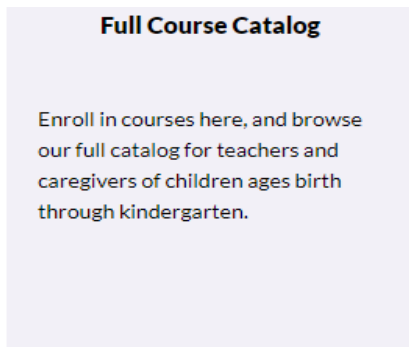 Full Course Catalog
Enroll in courses here, and browse
our full catalog for teachers and
caregivers of children ages birth
through kindergarten.